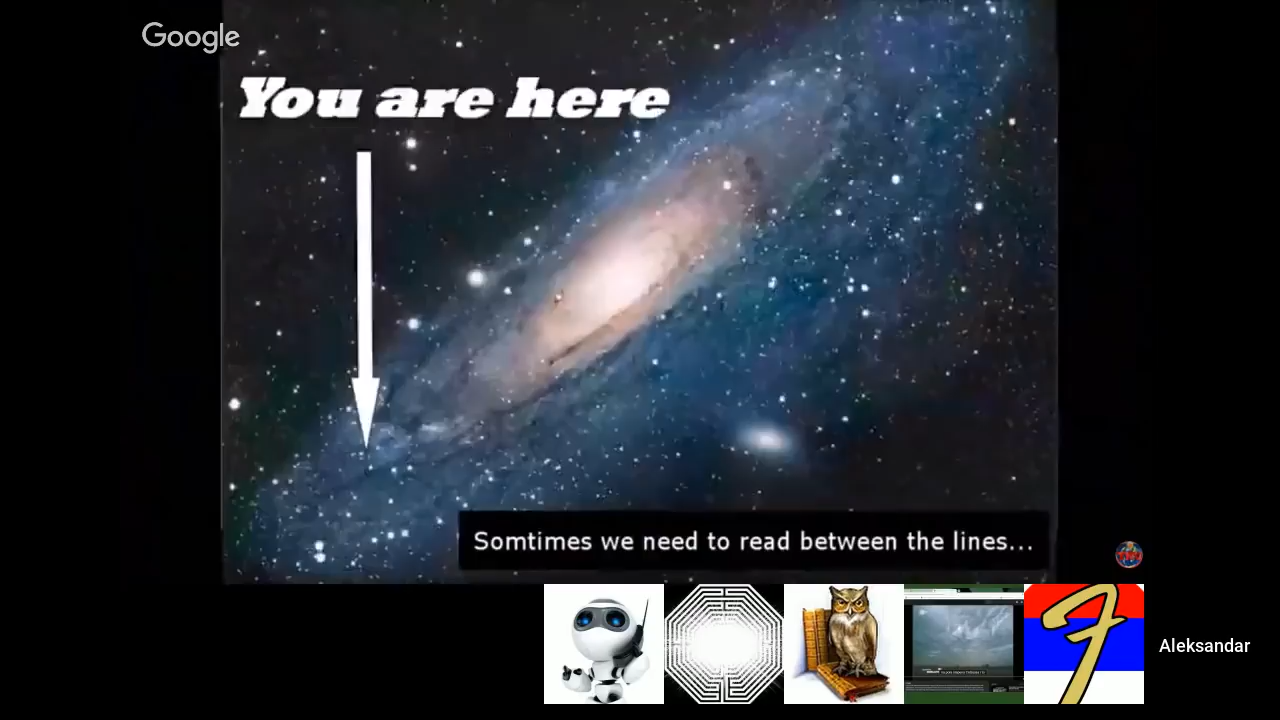 Google
You are here
Somtimes we need to read between the lines...
Aleksandar